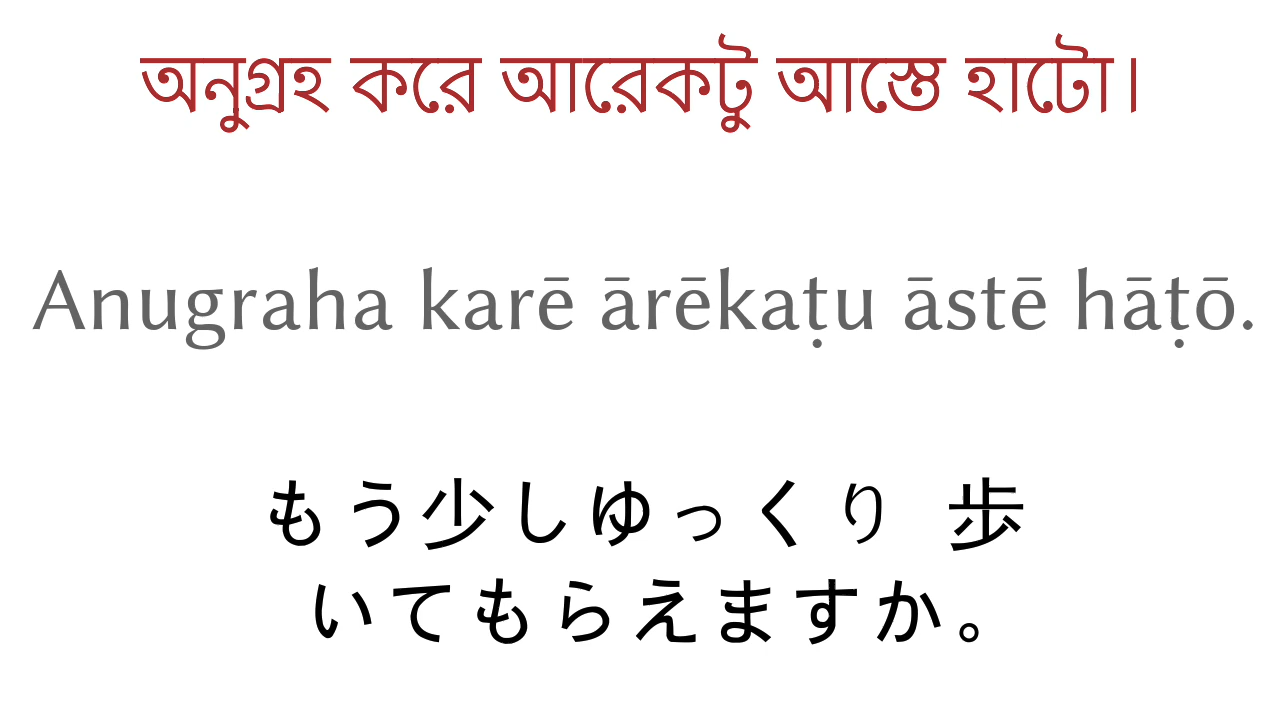 অনুগ্রহ করে আরেকটু আস্তে হাটো।
Anugraha karē ārēkaṭu āstē hāṭō.
もう少しゆっくり 歩
いてもらえますか。